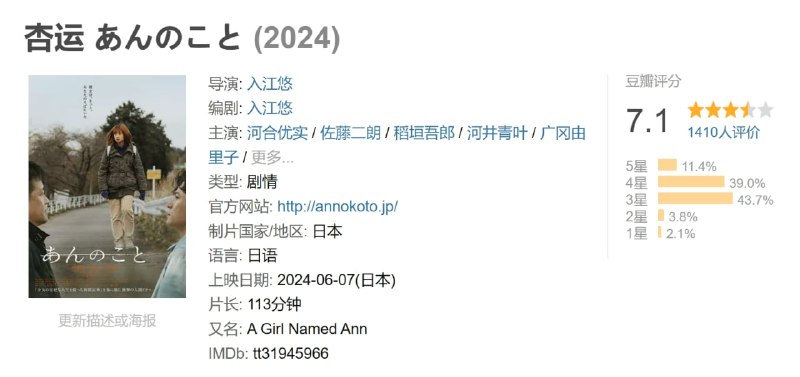 杏运 あんのこと (2024)
导演: 入江悠
编剧: 入江悠
主演: 河合优实 / 佐藤二朗 / 稻垣吾郎 / 河井青叶 / 广冈由
里子 / 更多...
类型: 剧情
官方网站: http://annokoto.jp/
制片国家/地区: 日本
语言: 日语
上映日期: 2024-06-07(日本)
片长: 113分钟
又名: A Girl Named Ann
IMDb: tt31945966
豆瓣评分
7.1
1410人评价
5星 11.4%
4星 39.0%
3星 43.7%
2星 3.8%
1星 2.1%
あんのこと
更新描述或海报